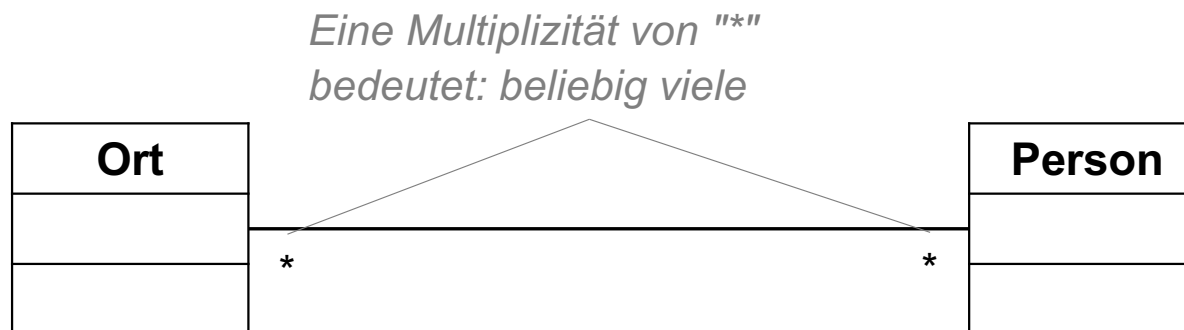 Eine Multiplizität von "*"
bedeutet: beliebig viele
Ort
Person
*
*